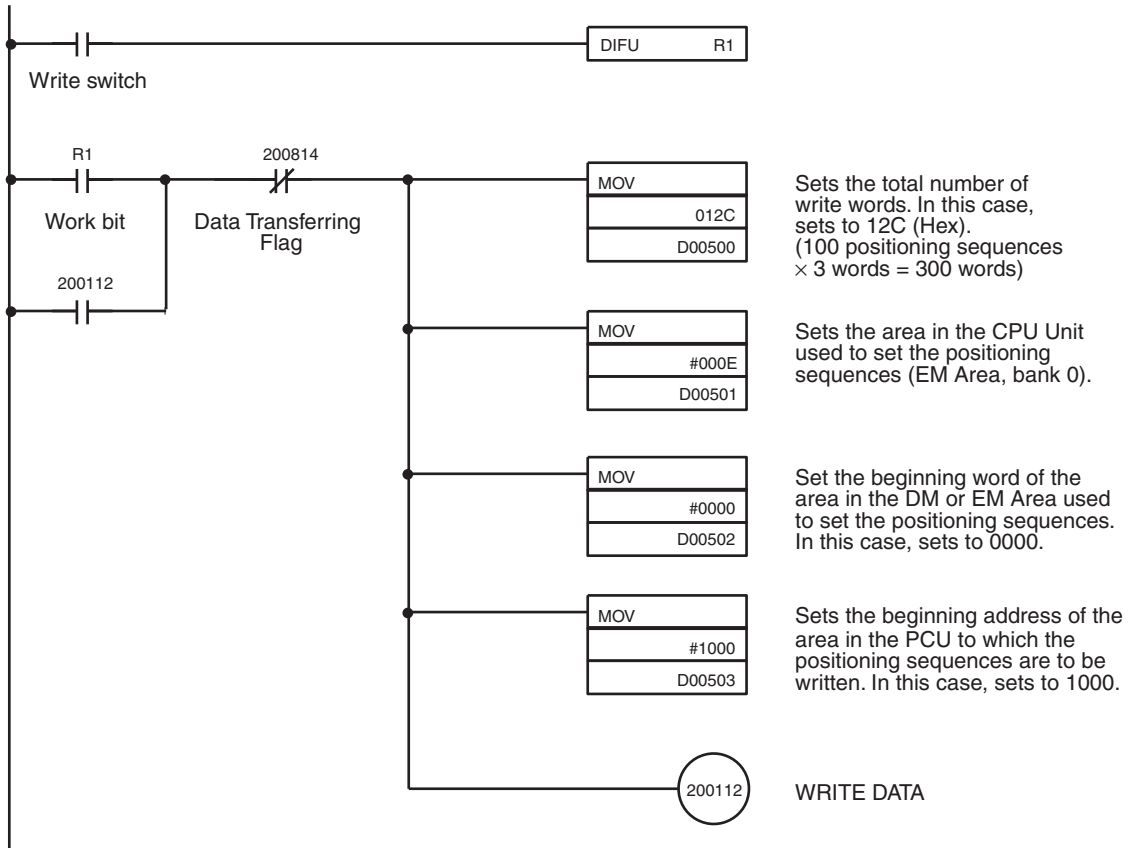 DIFU R1
Write switch
R1
200814
Work bit
Data Transferring
Flag
200112
MOV
012C
D00500
Sets the total number of
write words. In this case,
sets to 12C (Hex).
(100 positioning sequences
× 3 words = 300 words)
MOV
#000E
D00501
Sets the area in the CPU Unit
used to set the positioning
sequences (EM Area, bank 0).
MOV
#0000
D00502
Set the beginning word of the
area in the DM or EM Area used
to set the positioning sequences.
In this case, sets to 0000.
MOV
#1000
D00503
Sets the beginning address of the
area in the PCU to which the
positioning sequences are to be
written. In this case, sets to 1000.
200112
WRITE DATA